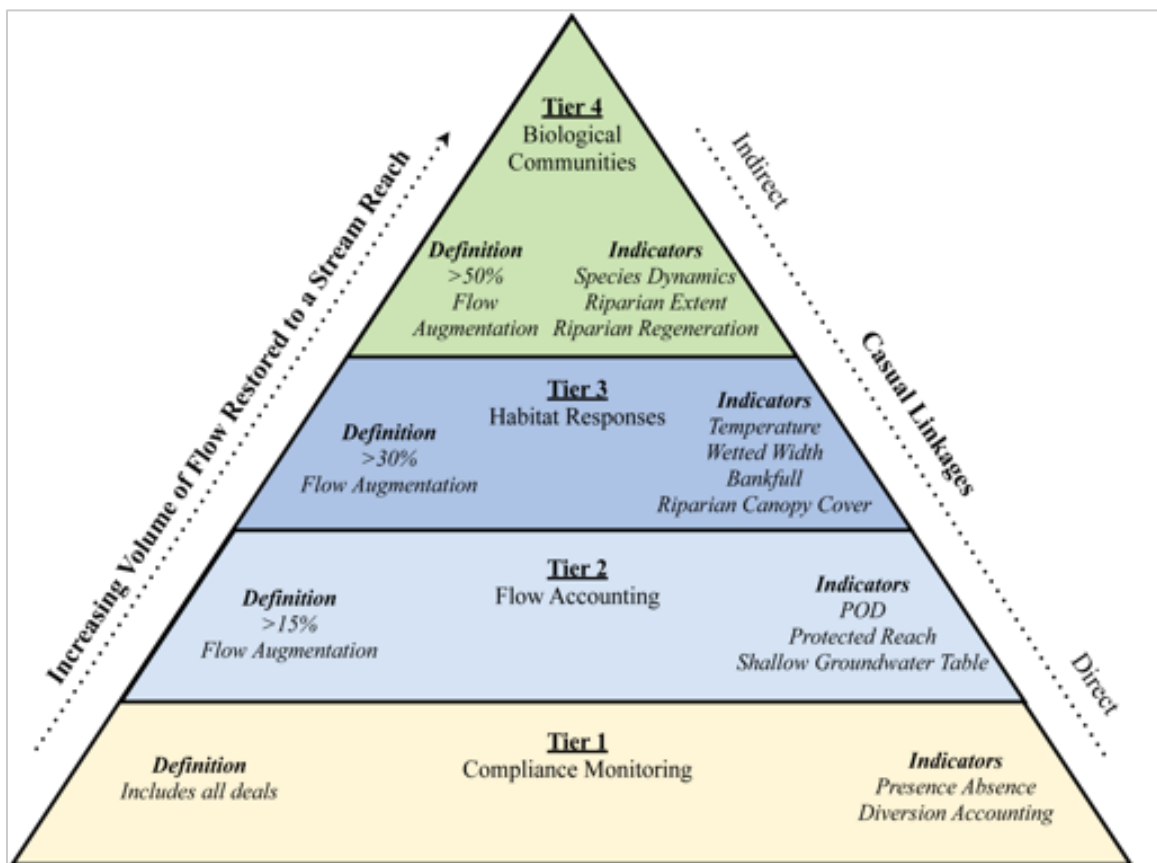 Tier 4
Biological
Communities
Definition
>50%
Flow
Augmentation
Indicators
Species Dynamics
Riparian Extent
Riparian Regeneration
Tier 3
Habitat Responses
Definition
>30%
Flow Augmentation
Indicators
Temperature
Wetted Width
Bankfull
Riparian Canopy Cover
Tier 2
Flow Accounting
Definition
>15%
Flow Augmentation
Indicators
POD
Protected Reach
Shallow Groundwater Table
Tier 1
Compliance Monitoring
Definition
Includes all deals
Indicators
Presence Absence
Diversion Accounting
Increasing Volume of Flow Restored to a Stream Reach
Indirect
Casual Linkages
Direct